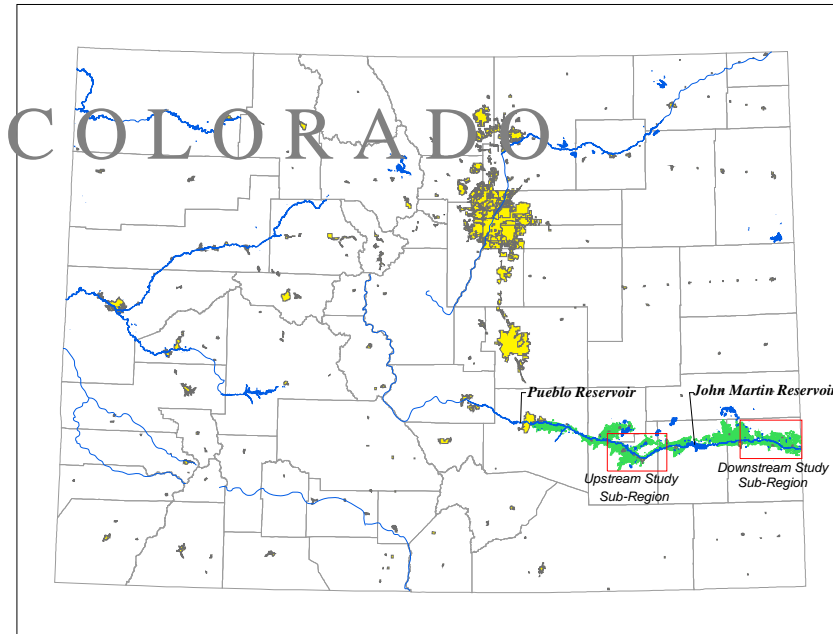 COLORADO
Pueblo Reservoir
John Martin Reservoir
Upstream Study
Sub-Region
Downstream Study
Sub-Region